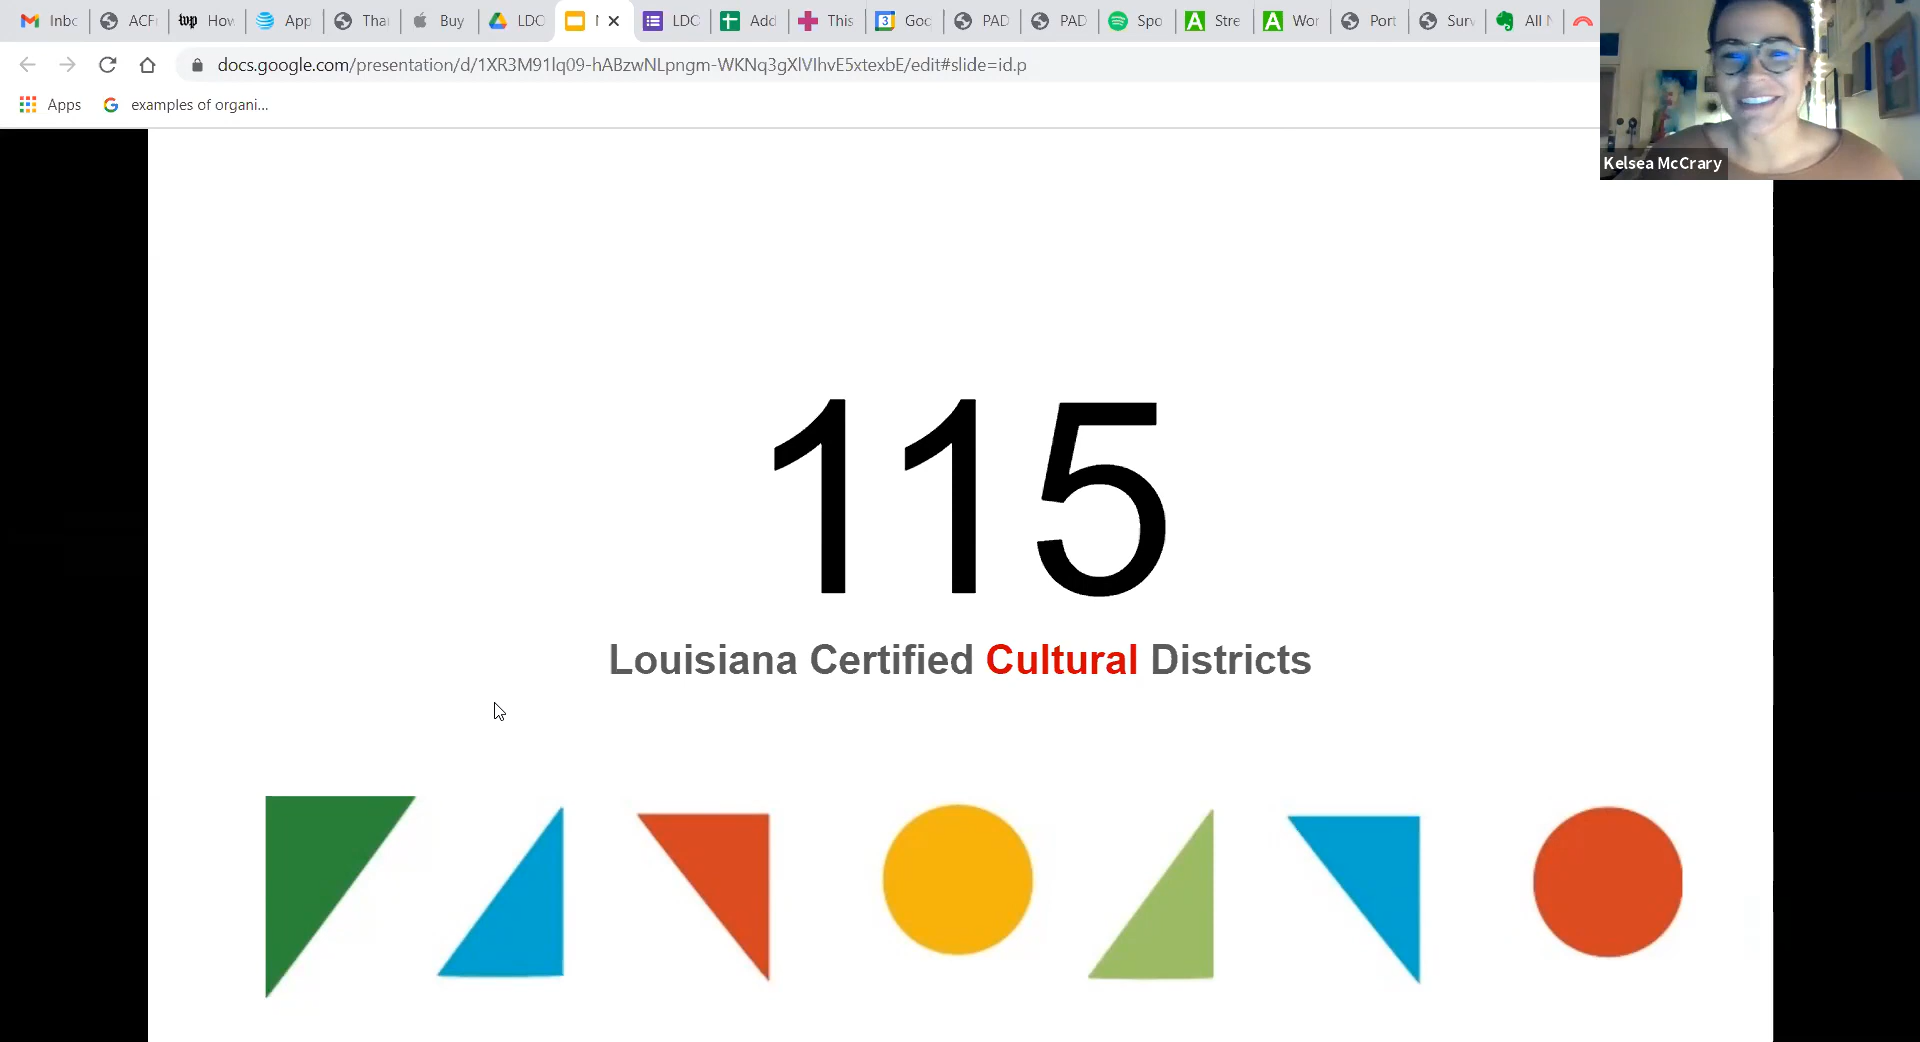 Inbc ACF wp How App Tha Buy LDC LDC Add This Goc PAD PAD Spo Stre Wor Port Surv All N
docs.google.com/presentation/d/1XR3M91lq09-hABzwNLpngm-WKNq3gXlVIhvE5xtexbE/edit#slide=id.p
Apps examples of organi...
Kelsea McCrary
115
Louisiana Certified Cultural Districts